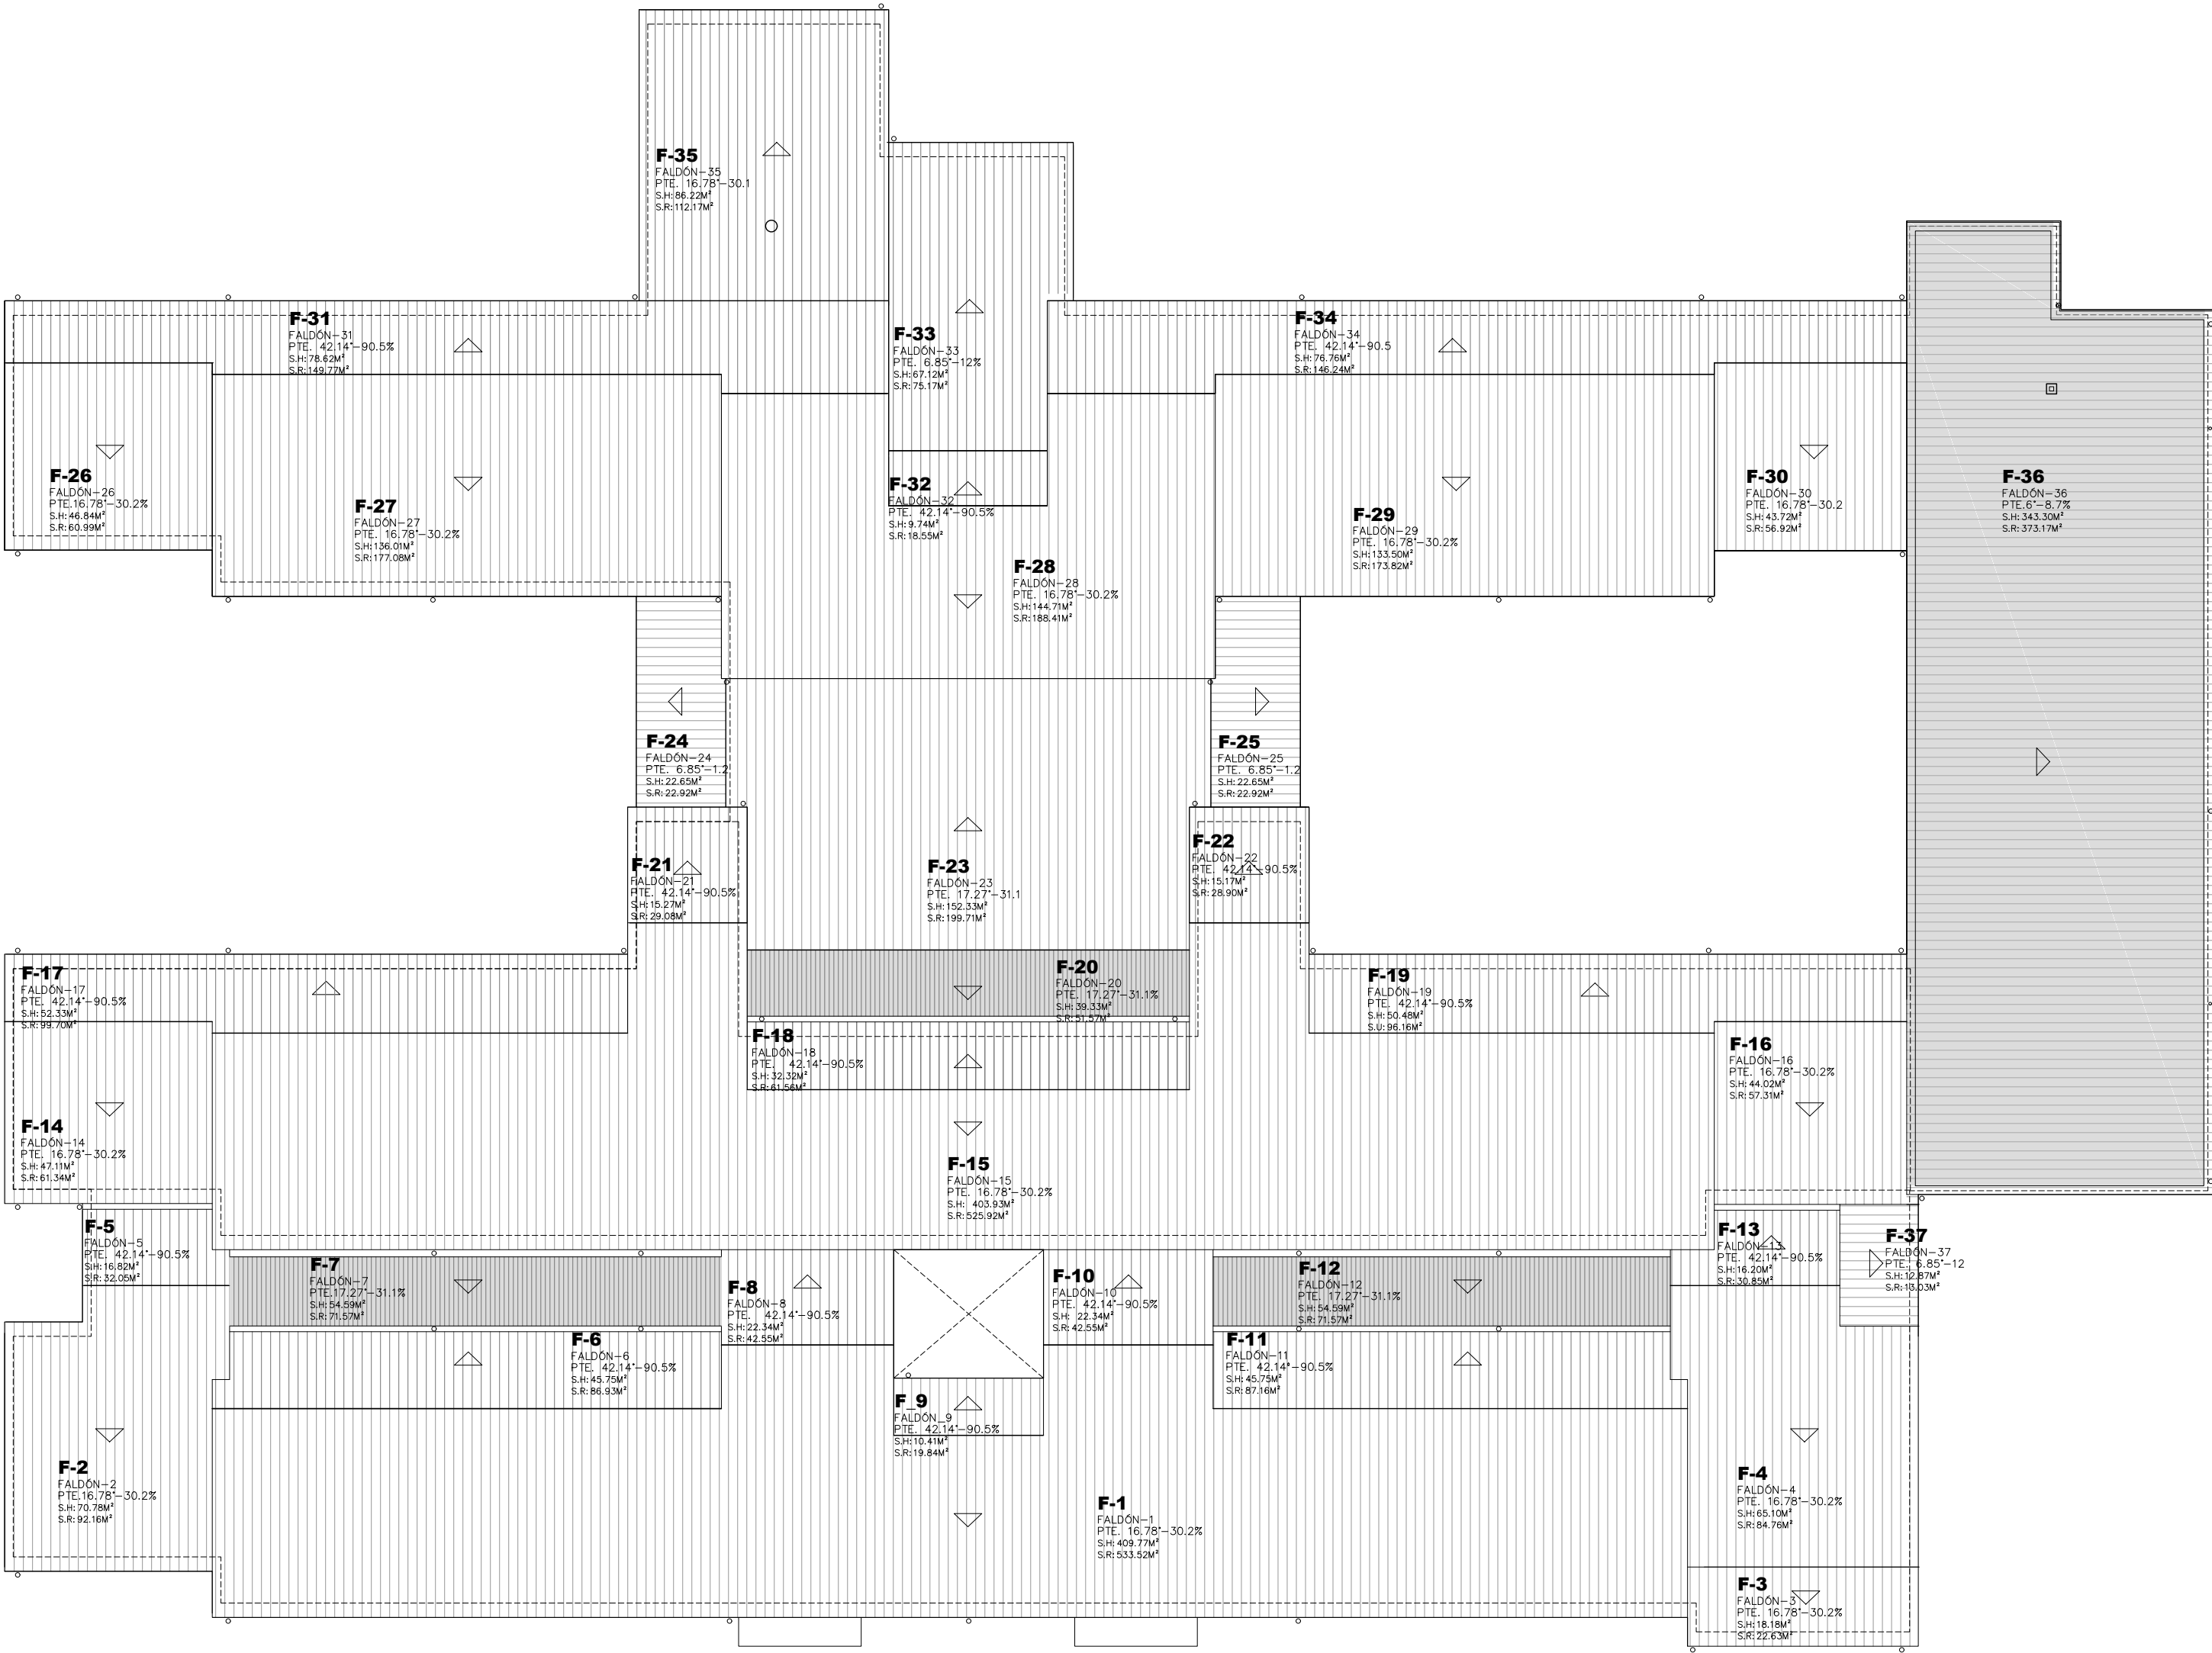 F-35
FALDÓN-35
PTE. 16.78°-30.1
S.H: 86.22M²
S.R: 112.17M²
F-31
FALDÓN-31
PTE. 42.14°-90.5%
S.H: 78.62M²
S.R: 149.77M²
F-33
FALDÓN-33
PTE. 6.85°-12%
S.H: 67.12M²
S.R: 75.17M²
F-34
FALDÓN-34
PTE. 42.14°-90.5
S.H: 76.76M²
S.R: 146.24M²
F-26
FALDÓN-26
PTE.16.78°-30.2%
S.H: 46.84M²
S.R: 60.99M²
F-27
FALDÓN-27
PTE. 16.78°-30.2%
S.H: 136.01M²
S.R: 177.08M²
F-32
FALDÓN-32
PTE. 42.14°-90.5%
S.H: 9.74M²
S.R: 18.55M²
F-28
FALDÓN-28
PTE. 16.78°-30.2%
S.H: 144.71M²
S.R: 188.41M²
F-29
FALDÓN-29
PTE. 16.78°-30.2%
S.H: 133.50M²
S.R: 173.82M²
F-30
FALDÓN-30
PTE. 16.78°-30.2
S.H: 43.72M²
S.R: 56.92M²
F-36
FALDÓN-36
PTE.6°-8.7%
S.H: 343.30M²
S.R: 373.17M²
F-24
FALDÓN-24
PTE. 6.85°-1.2
S.H: 22.65M²
S.R: 22.92M²
F-25
FALDÓN-25
PTE. 6.85°-1.2
S.H: 22.65M²
S.R: 22.92M²
F-21
FALDÓN-21
PTE. 42.14°-90.5%
S.H: 15.27M²
S.R: 29.08M²
F-23
FALDÓN-23
PTE. 17.27°-31.1
S.H: 152.33M²
S.R: 199.71M²
F-22
FALDÓN-22
PTE. 42.14°-90.5%
S.H: 15.17M²
S.R: 28.90M²
F-17
FALDÓN-17
PTE. 42.14°-90.5%
S.H: 52.33M²
S.R: 99.70M²
F-20
FALDÓN-20
PTE. 17.27°-31.1%
S.H: 39.33M²
S.R: 51.57M²
F-19
FALDÓN-19
PTE. 42.14°-90.5%
S.H: 50.48M²
S.U: 96.16M²
F-18
FALDÓN-18
PTE. 42.14°-90.5%
S.H: 32.32M²
S.R: 61.56M²
F-16
FALDÓN-16
PTE. 16.78°-30.2%
S.H: 44.02M²
S.R: 57.31M²
F-14
FALDÓN-14
PTE. 16.78°-30.2%
S.H: 47.11M²
S.R: 61.34M²
F-15
FALDÓN-15
PTE. 16.78°-30.2%
S.H: 403.93M²
S.R: 525.92M²
F-5
FALDÓN-5
PTE. 42.14°-90.5%
S.H: 16.82M²
S.R: 32.05M²
F-7
FALDÓN-7
PTE.17.27°-31.1%
S.H: 54.59M²
S.R: 71.57M²
F-8
FALDÓN-8
PTE. 42.14°-90.5%
S.H: 22.34M²
S.R: 42.55M²
F-10
FALDÓN-10
PTE. 42.14°-90.5%
S.H: 22.34M²
S.R: 42.55M²
F-12
FALDÓN-12
PTE. 17.27°-31.1%
S.H: 54.59M²
S.R: 71.57M²
F-13
FALDÓN-13
PTE. 42.14°-90.5%
S.H: 16.20M²
S.R: 30.85M²
F-37
FALDÓN-37
PTE. 6.85°-12
S.H: 12.87M²
S.R: 13.03M²
F-6
FALDÓN-6
PTE. 42.14°-90.5%
S.H: 45.75M²
S.R: 86.93M²
F-11
FALDÓN-11
PTE. 42.14°-90.5%
S.H: 45.75M²
S.R: 87.16M²
F_9
FALDÓN_9
PTE. 42.14°-90.5%
S.H: 10.41M²
S.R: 19.84M²
F-2
FALDÓN-2
PTE.16.78°-30.2%
S.H: 70.78M²
S.R: 92.16M²
F-1
FALDÓN-1
PTE. 16.78°-30.2%
S.H: 409.77M²
S.R: 533.52M²
F-4
FALDÓN-4
PTE. 16.78°-30.2%
S.H: 65.10M²
S.R: 84.76M²
F-3
FALDÓN-3
PTE. 16.78°-30.2%
S.H: 18.18M²
S.R: 22.63M²